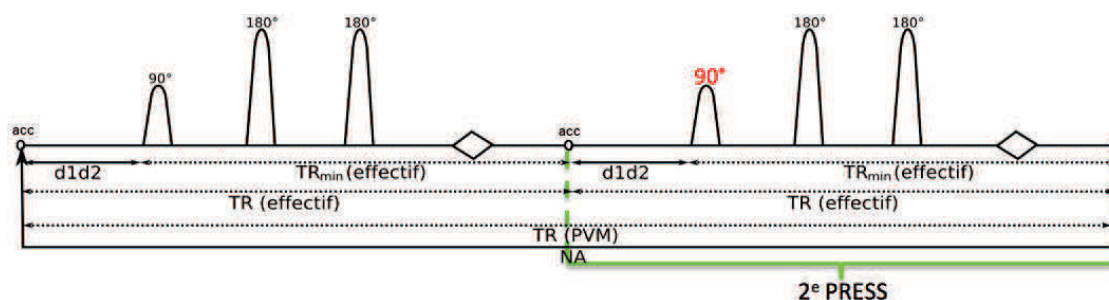 180° 180° 180° 180°
90° 90°
acc acc
d1d2 TRmin(effectif) d1d2 TRmin(effectif)
TR (effectif) TR (effectif)
TR (PVM)
NA
2e PRESS